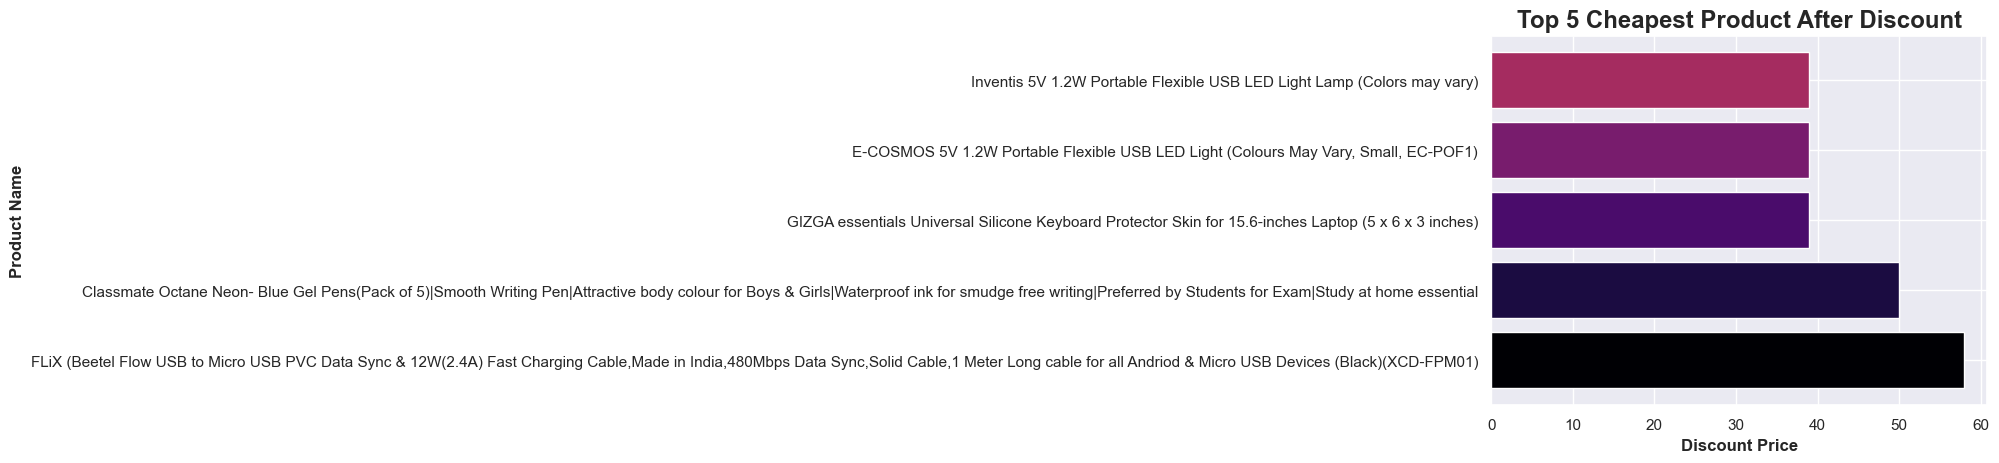 Top 5 Cheapest Product After Discount
Product Name
Inventis 5V 1.2W Portable Flexible USB LED Light Lamp (Colors may vary)
E-COSMOS 5V 1.2W Portable Flexible USB LED Light (Colours May Vary, Small, EC-POF1)
GIZGA essentials Universal Silicone Keyboard Protector Skin for 15.6-inches Laptop (5 x 6 x 3 inches)
Classmate Octane Neon- Blue Gel Pens(Pack of 5)|Smooth Writing Pen|Attractive body colour for Boys & Girls|Waterproof ink for smudge free writing|Preferred by Students for Exam|Study at home essential
FLiX (Beetel Flow USB to Micro USB PVC Data Sync & 12W(2.4A) Fast Charging Cable,Made in India,480Mbps Data Sync,Solid Cable,1 Meter Long cable for all Andriod & Micro USB Devices (Black)(XCD-FPM01)
0 10 20 30 40 50 60
Discount Price